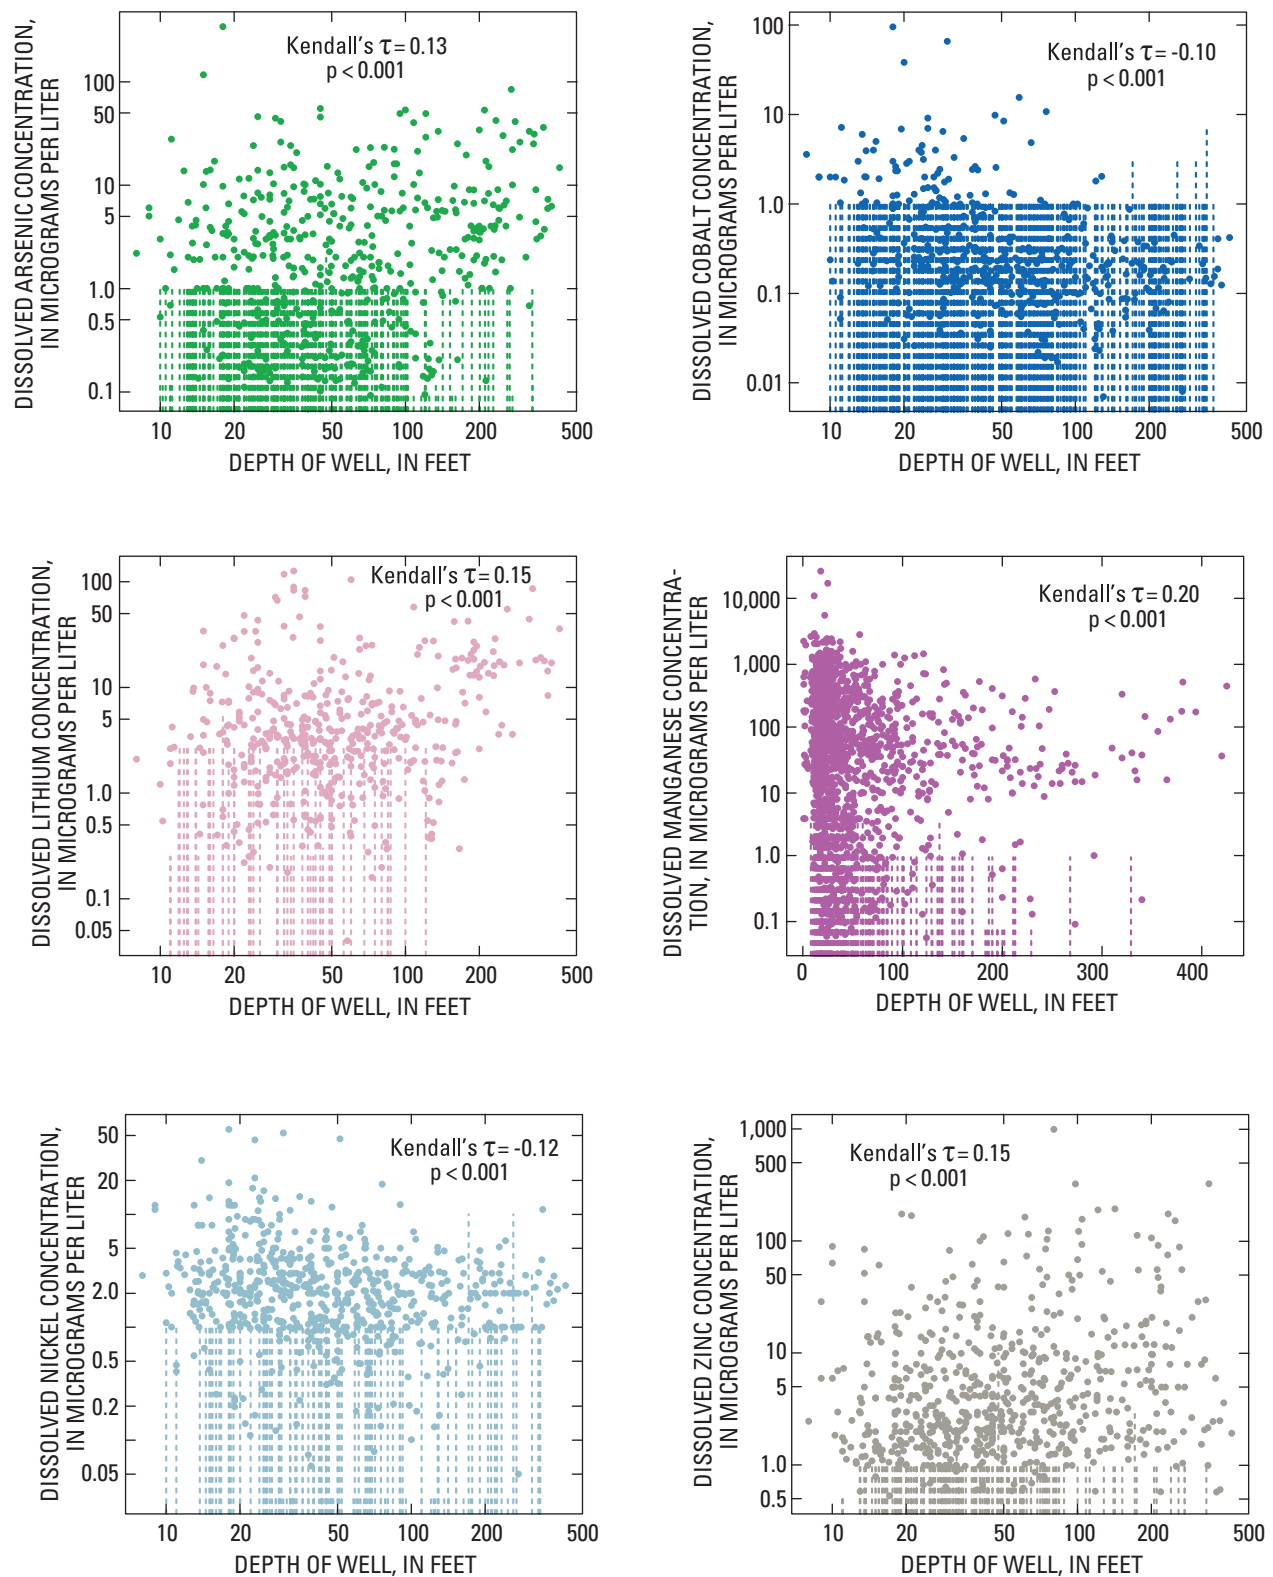 DISSOLVED ARSENIC CONCENTRATION,
IN MICROGRAMS PER LITER
Kendall's τ= 0.13
p < 0.001
100
50
10
5
1.0
0.5
0.1
10 20 50 100 200 500
DEPTH OF WELL, IN FEET
DISSOLVED COBALT CONCENTRATION,
IN MICROGRAMS PER LITER
Kendall's τ= -0.10
p < 0.001
100
10
1.0
0.1
0.01
10 20 50 100 200 500
DEPTH OF WELL, IN FEET
DISSOLVED LITHIUM CONCENTRATION,
IN MICROGRAMS PER LITER
Kendall's τ= 0.15
p < 0.001
100
50
10
5
1.0
0.5
0.1
0.05
10 20 50 100 200 500
DEPTH OF WELL, IN FEET
DISSOLVED MANGANESE CONCENTRA-
TION, IN MICROGRAMS PER LITER
Kendall's τ= 0.20
p < 0.001
10,000
1,000
100
10
1.0
0.1
0 100 200 300 400
DEPTH OF WELL, IN FEET
DISSOLVED NICKEL CONCENTRATION,
IN MICROGRAMS PER LITER
Kendall's τ= -0.12
p < 0.001
50
20
5
2.0
0.5
0.2
0.05
10 20 50 100 200 500
DEPTH OF WELL, IN FEET
DISSOLVED ZINC CONCENTRATION,
IN MICROGRAMS PER LITER
Kendall's τ= 0.15
p < 0.001
1,000
500
100
50
10
5
1.0
0.5
10 20 50 100 200 500
DEPTH OF WELL, IN FEET